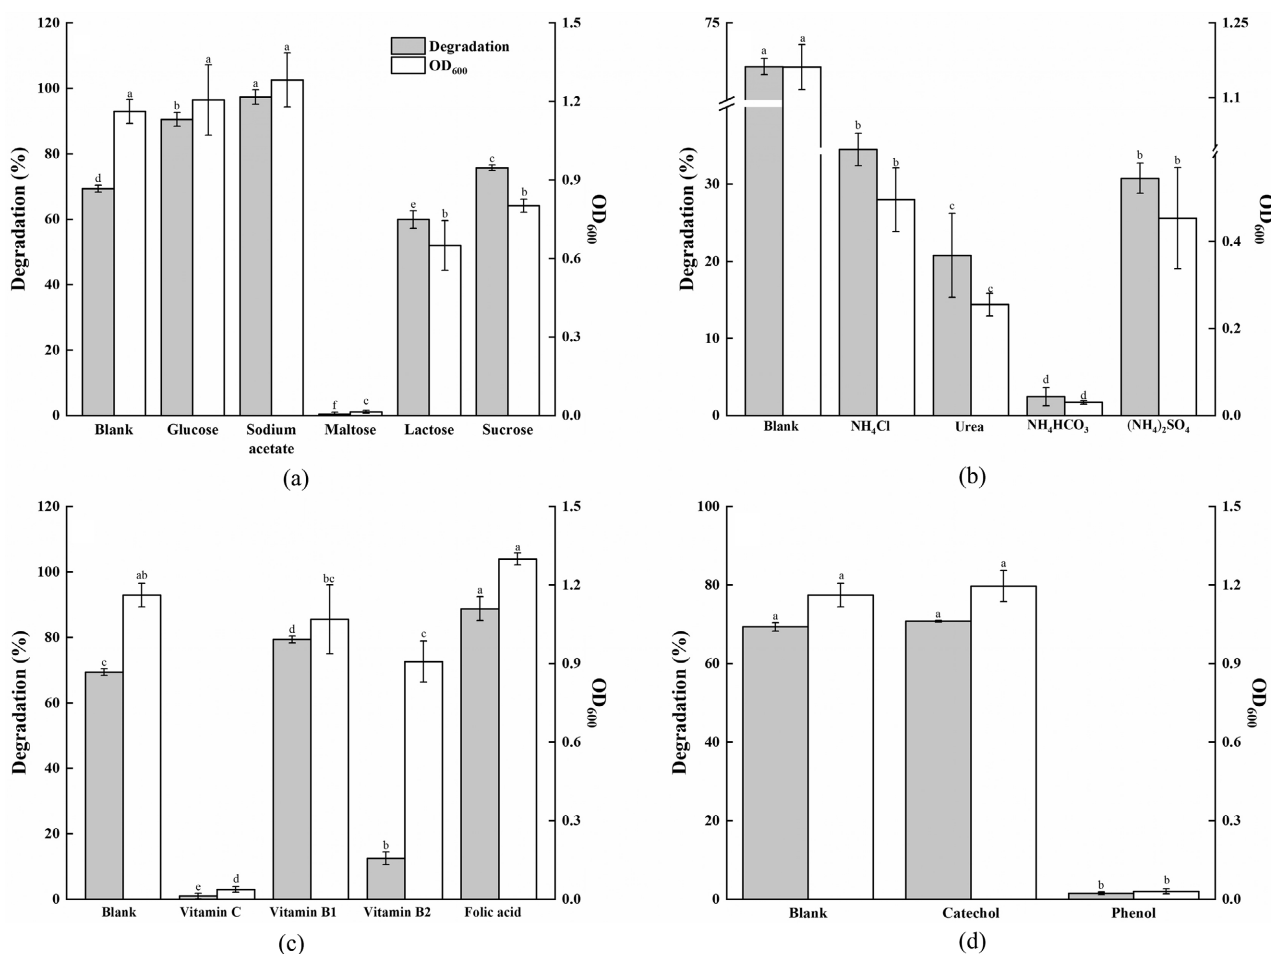 120
100
80
60
40
20
0
Degradation (%)
1.5
1.2
0.9
0.6
0.3
0.0
OD600
Degradation
OD600
d a
b a
a a
f c
e b
c b
Blank Glucose Sodium acetate Maltose Lactose Sucrose
(a)
75
30
20
10
0
Degradation (%)
1.25
1.1
0.4
0.2
0.0
OD600
a a
b b
c c
d d
b b
Blank NH4Cl Urea NH4HCO3 (NH4)2SO4
(b)
120
100
80
60
40
20
0
Degradation (%)
1.5
1.2
0.9
0.6
0.3
0.0
OD600
c ab
e d
d bc
b c
a a
Blank Vitamin C Vitamin B1 Vitamin B2 Folic acid
(c)
100
80
60
40
20
0
Degradation (%)
1.5
1.2
0.9
0.6
0.3
0.0
OD600
a a
a a
b b
Blank Catechol Phenol
(d)